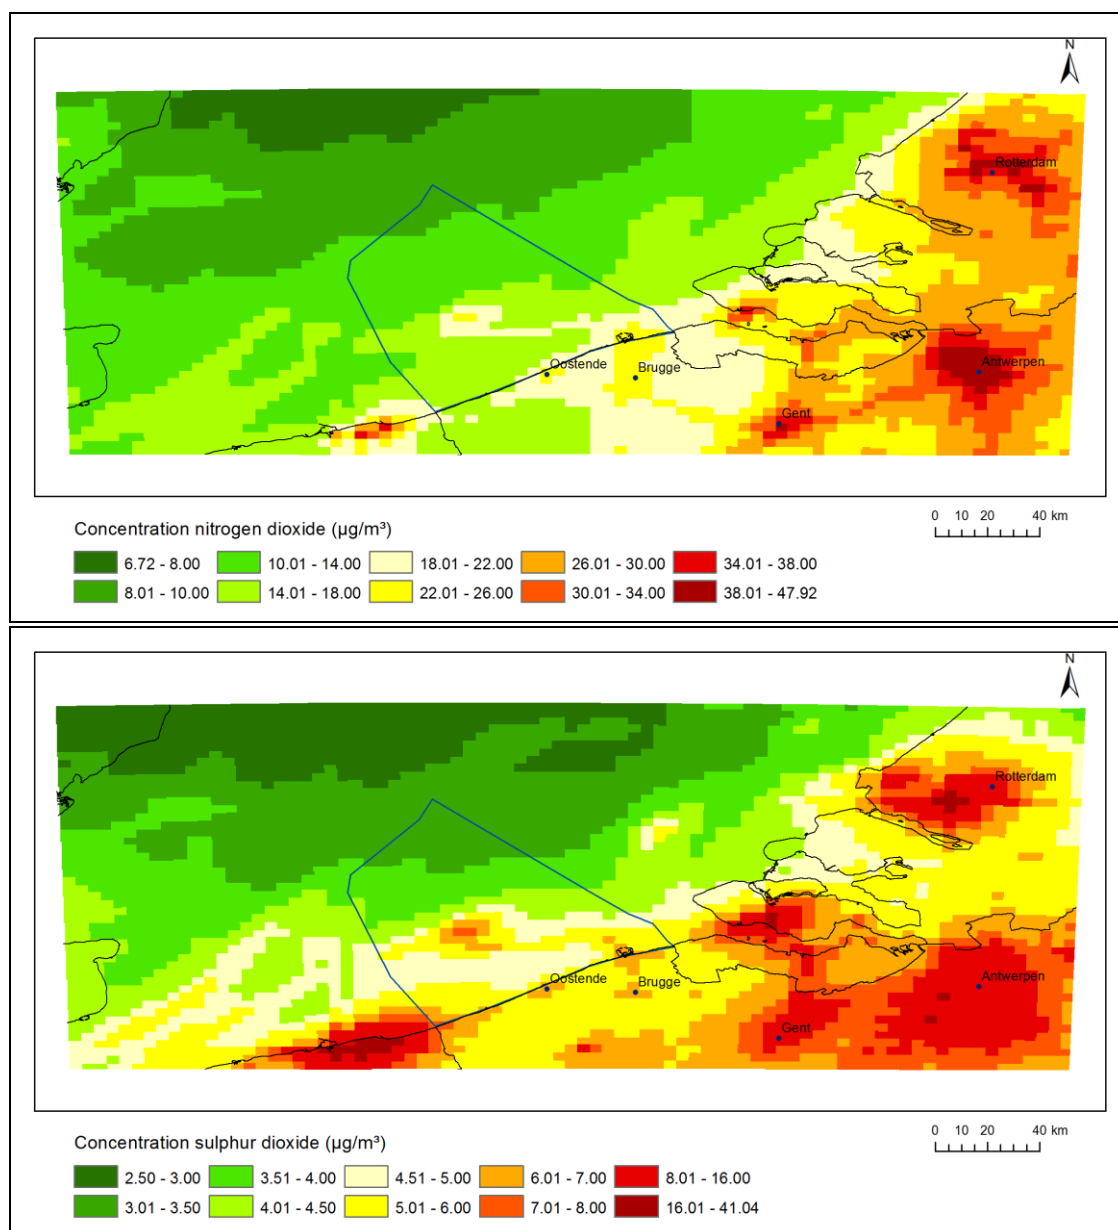 N
Rotterdam
Oostende
Brugge
Antwerpen
Gent
Concentration nitrogen dioxide (µg/m³)
0 10 20 40 km
6.72 - 8.00 10.01 - 14.00 18.01 - 22.00 26.01 - 30.00 34.01 - 38.00
8.01 - 10.00 14.01 - 18.00 22.01 - 26.00 30.01 - 34.00 38.01 - 47.92
N
Rotterdam
Oostende
Brugge
Antwerpen
Gent
Concentration sulphur dioxide (µg/m³)
0 10 20 40 km
2.50 - 3.00 3.51 - 4.00 4.51 - 5.00 6.01 - 7.00 8.01 - 16.00
3.01 - 3.50 4.01 - 4.50 5.01 - 6.00 7.01 - 8.00 16.01 - 41.04